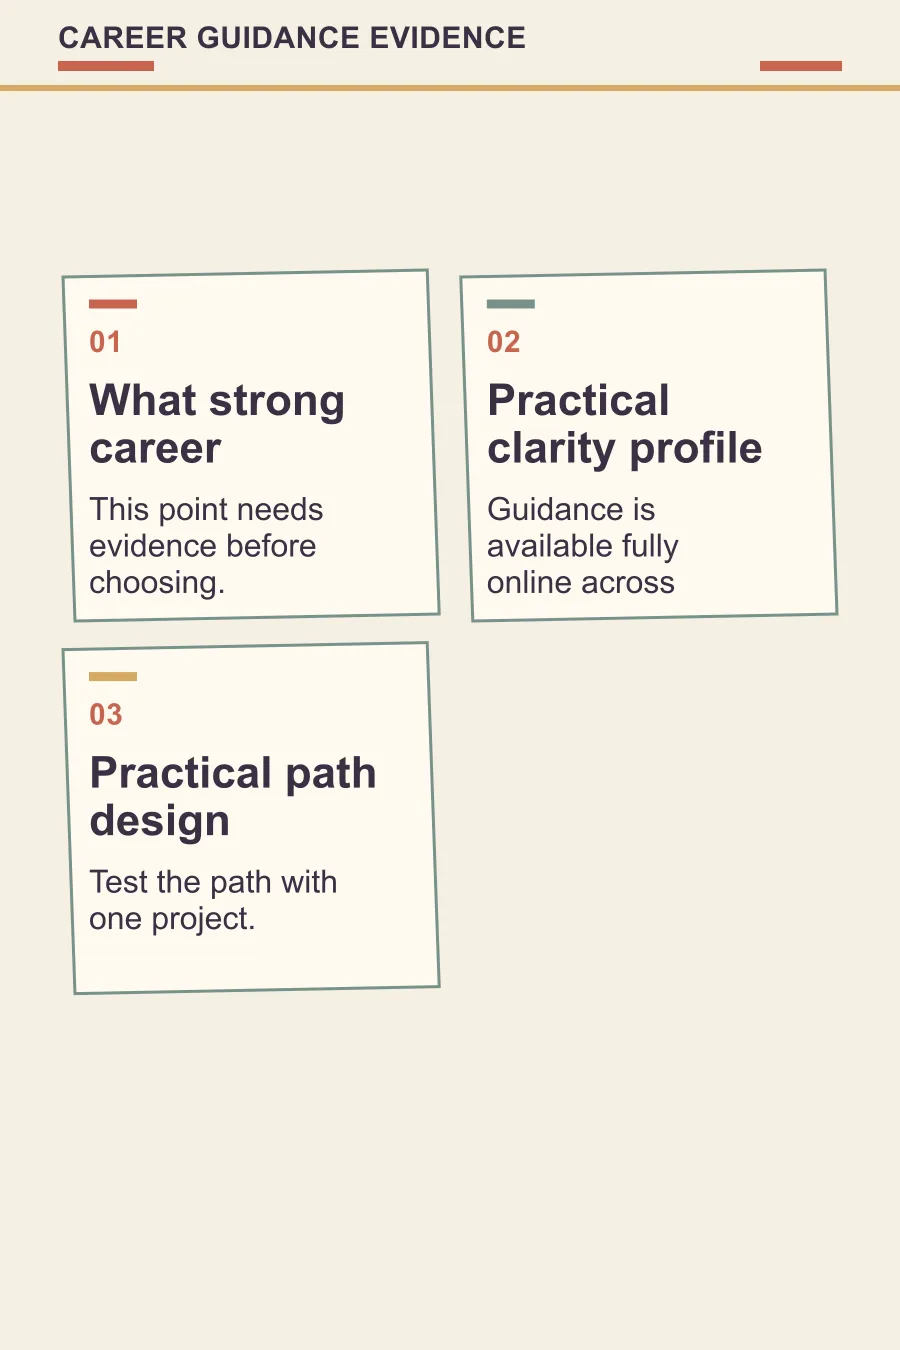 CAREER GUIDANCE EVIDENCE
01
What strong
career
This point needs
evidence before
choosing.
02
Practical
clarity profile
Guidance is
available fully
online across
03
Practical path
design
Test the path with
one project.